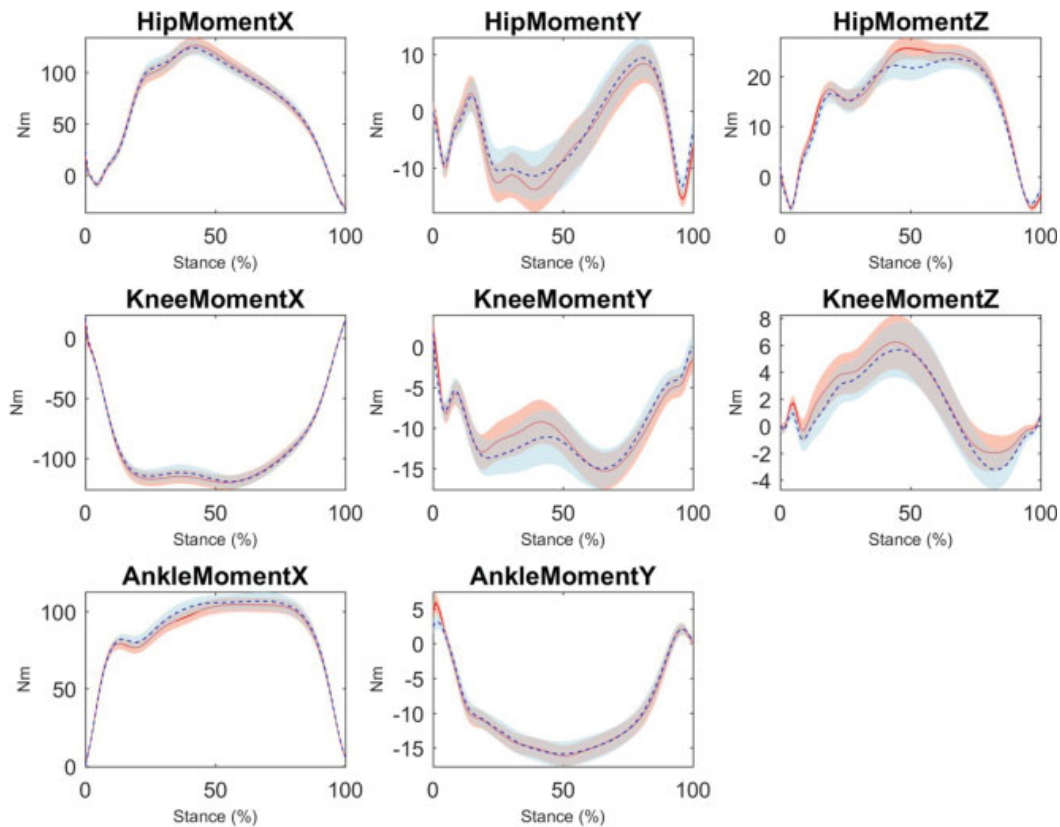 HipMomentX
HipMomentY
HipMomentZ
100
50
0
Nm
0 50 100
Stance (%)
10
0
-10
Nm
0 50 100
Stance (%)
20
0
Nm
0 50 100
Stance (%)
KneeMomentX
KneeMomentY
KneeMomentZ
0
-50
-100
Nm
0 50 100
Stance (%)
0
-5
-10
-15
Nm
0 50 100
Stance (%)
8
6
4
2
0
-2
-4
Nm
0 50 100
Stance (%)
AnkleMomentX
AnkleMomentY
100
50
0
Nm
0 50 100
Stance (%)
5
0
-5
-10
-15
Nm
0 50 100
Stance (%)